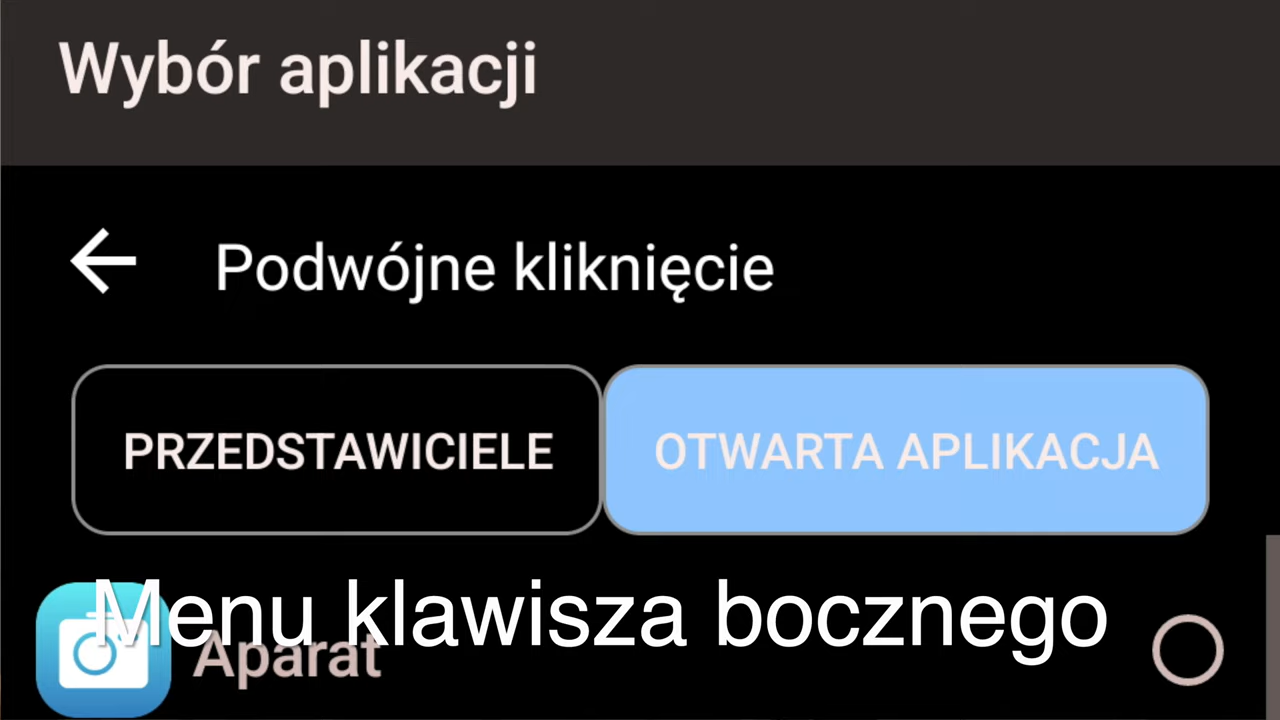 Wybór aplikacji
Podwójne kliknięcie
PRZEDSTAWICIELE
OTWARTA APLIKACJA
Menu klawisza bocznego
Aparat